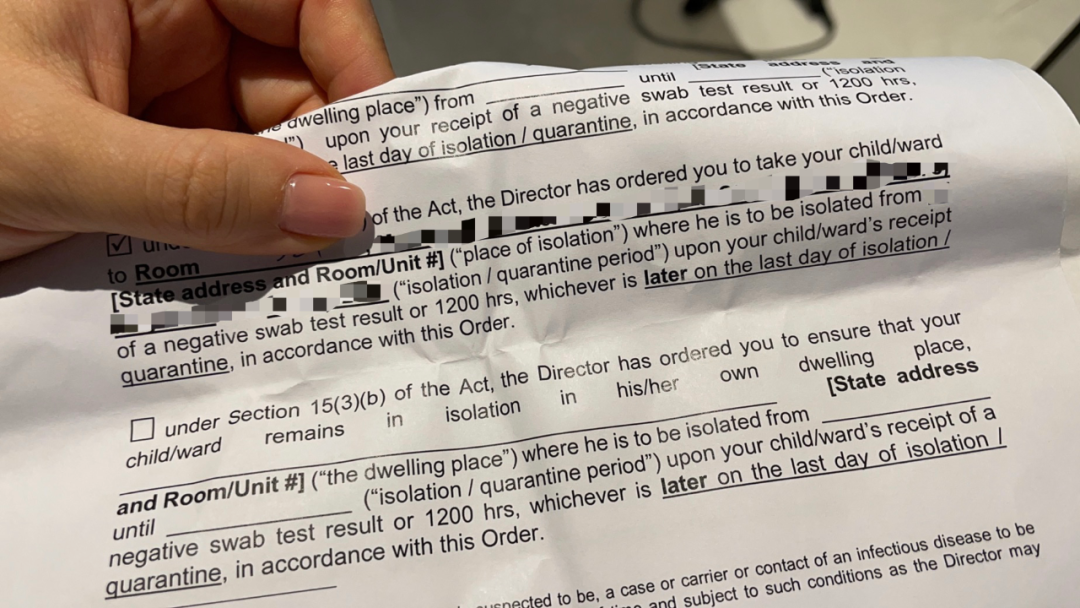 dwelling place”) from until [State address and
”) upon your receipt of a negative swab test result or 1200 hrs, (“isolation
last day of isolation / quarantine, in accordance with this Order.
of the Act, the Director has ordered you to take your child/ward
to Room
[State address and Room/Unit #] (“place of isolation”) where he is to be isolated from
(“isolation / quarantine period”) upon your child/ward’s receipt
of a negative swab test result or 1200 hrs, whichever is later on the last day of isolation /
quarantine, in accordance with this Order.
under Section 15(3)(b) of the Act, the Director has ordered you to ensure that your
child/ward remains in isolation in his/her own dwelling place,
[State address
and Room/Unit #] (“the dwelling place”) where he is to be isolated from
until (“isolation / quarantine period”) upon your child/ward’s receipt of a
negative swab test result or 1200 hrs, whichever is later on the last day of isolation /
quarantine, in accordance with this Order.
to be, a case or carrier or contact of an infectious disease to be
and subject to such conditions as the Director may